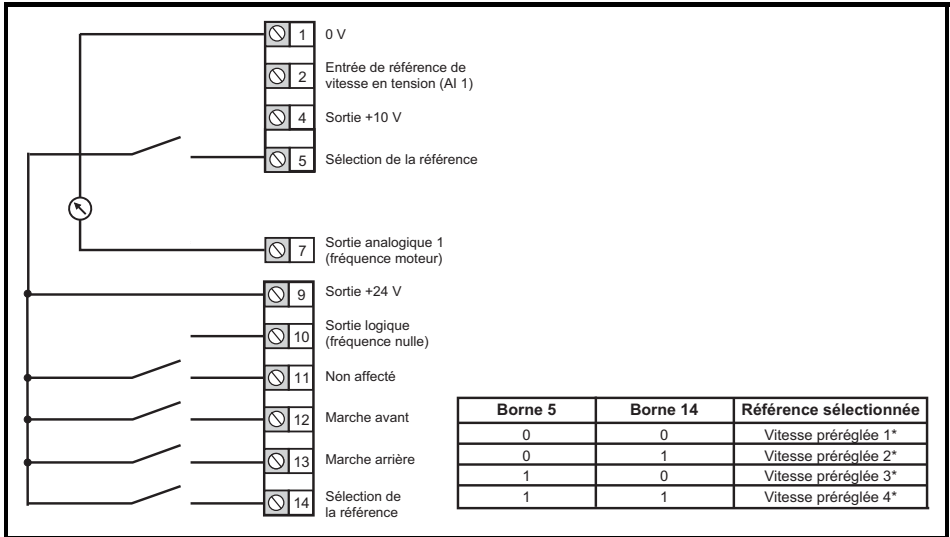 1 0 V
2 Entrée de référence de
vitesse en tension (AI 1)
4 Sortie +10 V
5 Sélection de la référence
7 Sortie analogique 1
(fréquence moteur)
9 Sortie +24 V
10 Sortie logique
(fréquence nulle)
11 Non affecté
12 Marche avant
13 Marche arrière
14 Sélection de
la référence
Borne 5 Borne 14 Référence sélectionnée
0 0 Vitesse préréglée 1*
0 1 Vitesse préréglée 2*
1 0 Vitesse préréglée 3*
1 1 Vitesse préréglée 4*